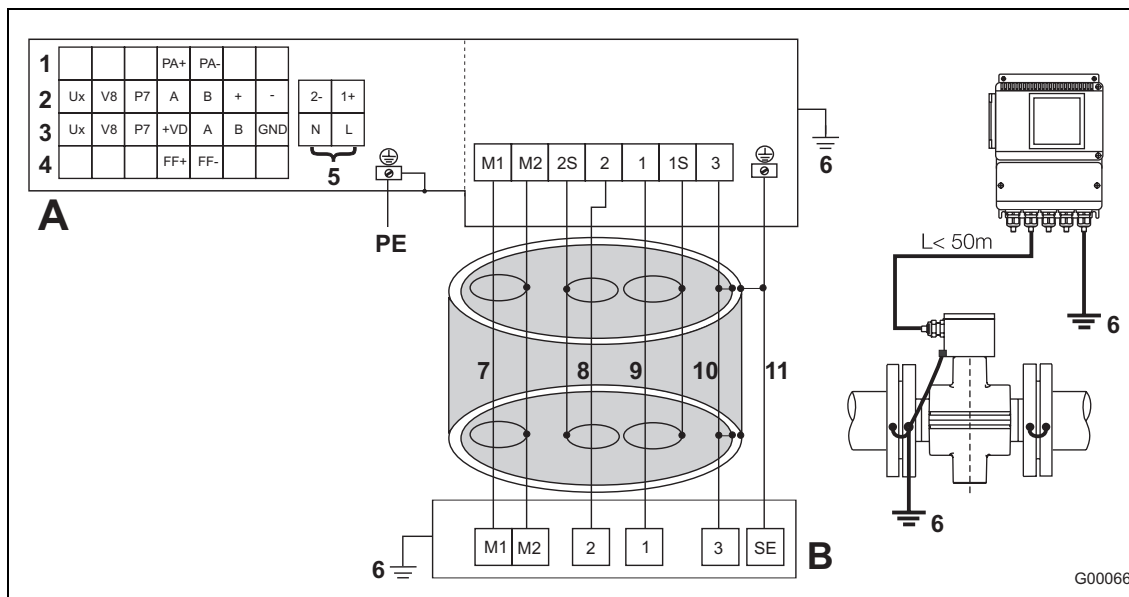 1 PA+ PA-
2 Ux V8 P7 A B + - 2- 1+
3 Ux V8 P7 +VD A B GND N L
4 FF+ FF-
5
A
PE
M1 M2 2S 2 1 1S 3
6
7 8 9 10 11
M1 M2 2 1 3 SE
B
6
L< 50m
6
6
G00066